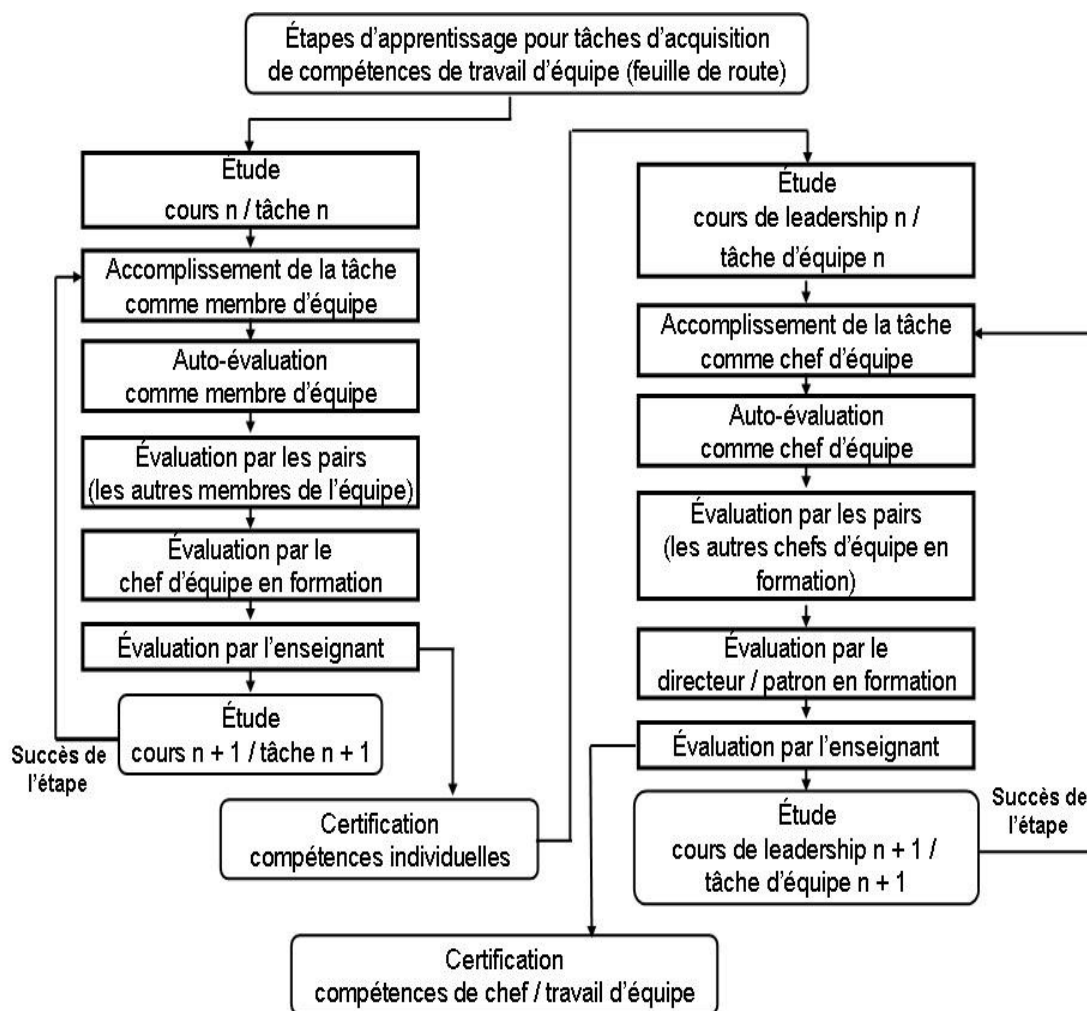 Étapes d’apprentissage pour tâches d’acquisition
de compétences de travail d’équipe (feuille de route)
Étude
cours n / tâche n
Accomplissement de la tâche
comme membre d’équipe
Auto-évaluation
comme membre d’équipe
Évaluation par les pairs
(les autres membres de l’équipe)
Évaluation par le
chef d’équipe en formation
Évaluation par l’enseignant
Étude
cours n + 1 / tâche n + 1
Succès de
l’étape
Certification
compétences individuelles
Étude
cours de leadership n /
tâche d’équipe n
Accomplissement de la tâche
comme chef d’équipe
Auto-évaluation
comme chef d’équipe
Évaluation par les pairs
(les autres chefs d’équipe en
formation)
Évaluation par le
directeur / patron en formation
Évaluation par l’enseignant
Étude
cours de leadership n + 1 /
tâche d’équipe n + 1
Succès de
l’étape
Certification
compétences de chef / travail d’équipe